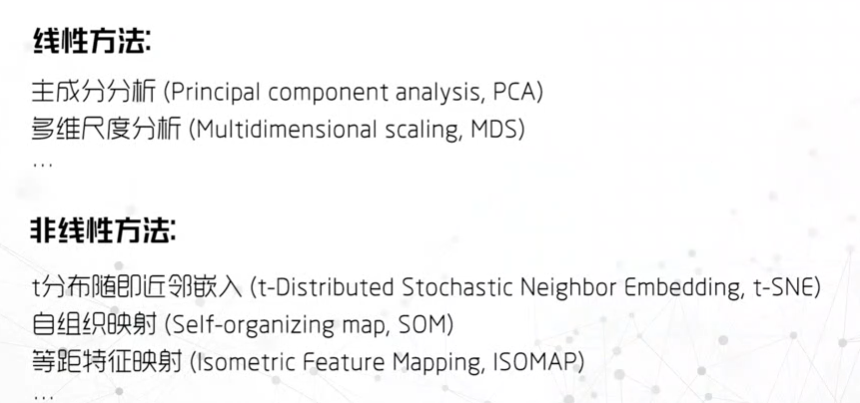 线性方法:
主成分分析 (Principal component analysis, PCA)
多维尺度分析 (Multidimensional scaling, MDS)
...
非线性方法:
t分布随即近邻嵌入 (t-Distributed Stochastic Neighbor Embedding, t-SNE)
自组织映射 (Self-organizing map, SOM)
等距特征映射 (Isometric Feature Mapping, ISOMAP)
...